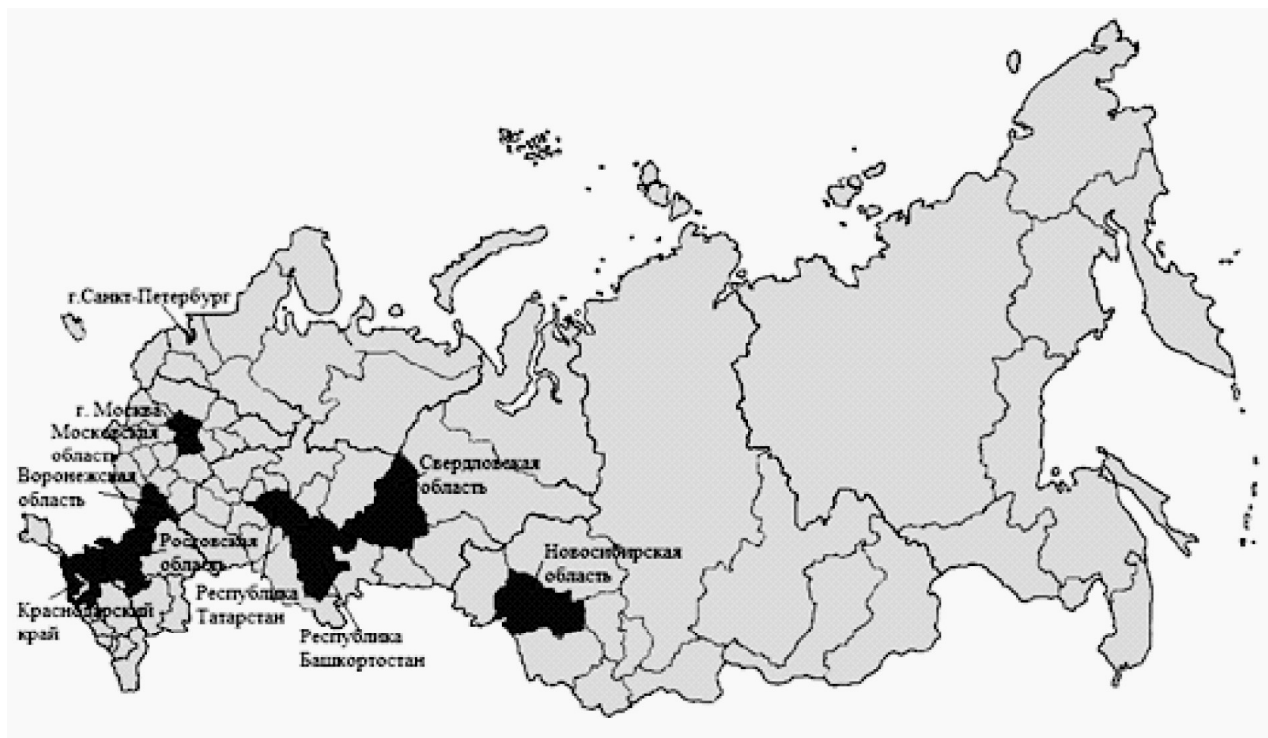 г.Санкт-Петербург
г. Москва
Московская
область
Воронежская
область
Свердловская
область
Ростовская
область
Новосибирская
область
Краснодарский
край
Республика
Татарстан
Республика
Башкортостан